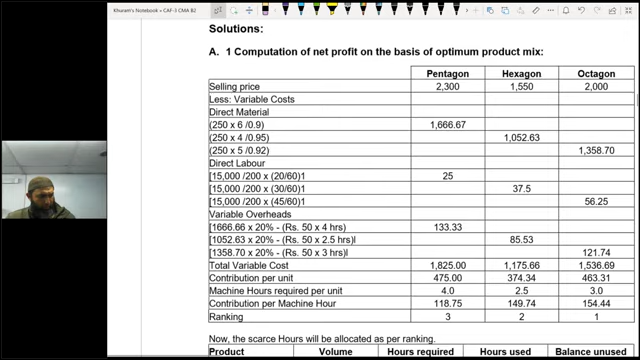 Khuram's Notebook » CAF-3 CMA B2
Solutions:
A. 1 Computation of net profit on the basis of optimum product mix:
Pentagon Hexagon Octagon
Selling price 2,300 1,550 2,000
Less: Variable Costs
Direct Material
(250 x 6 /0.9) 1,666.67
(250 x 4 /0.95) 1,052.63
(250 x 5 /0.92) 1,358.70
Direct Labour
[15,000 /200 x (20/60)1 25
[15,000 /200 x (30/60)1 37.5
[15,000 /200 x (45/60)1 56.25
Variable Overheads
[1666.66 x 20% - (Rs. 50 x 4 hrs) 133.33
[1052.63 x 20% - (Rs. 50 x 2.5 hrs)l 85.53
[1358.70 x 20% - (Rs. 50 x 3 hrs)l 121.74
Total Variable Cost 1,825.00 1,175.66 1,536.69
Contribution per unit 475.00 374.34 463.31
Machine Hours required per unit 4.0 2.5 3.0
Contribution per Machine Hour 118.75 149.74 154.44
Ranking 3 2 1
Now, the scarce Hours will be allocated as per ranking.
Product Volume Hours required Hours used Balance unused